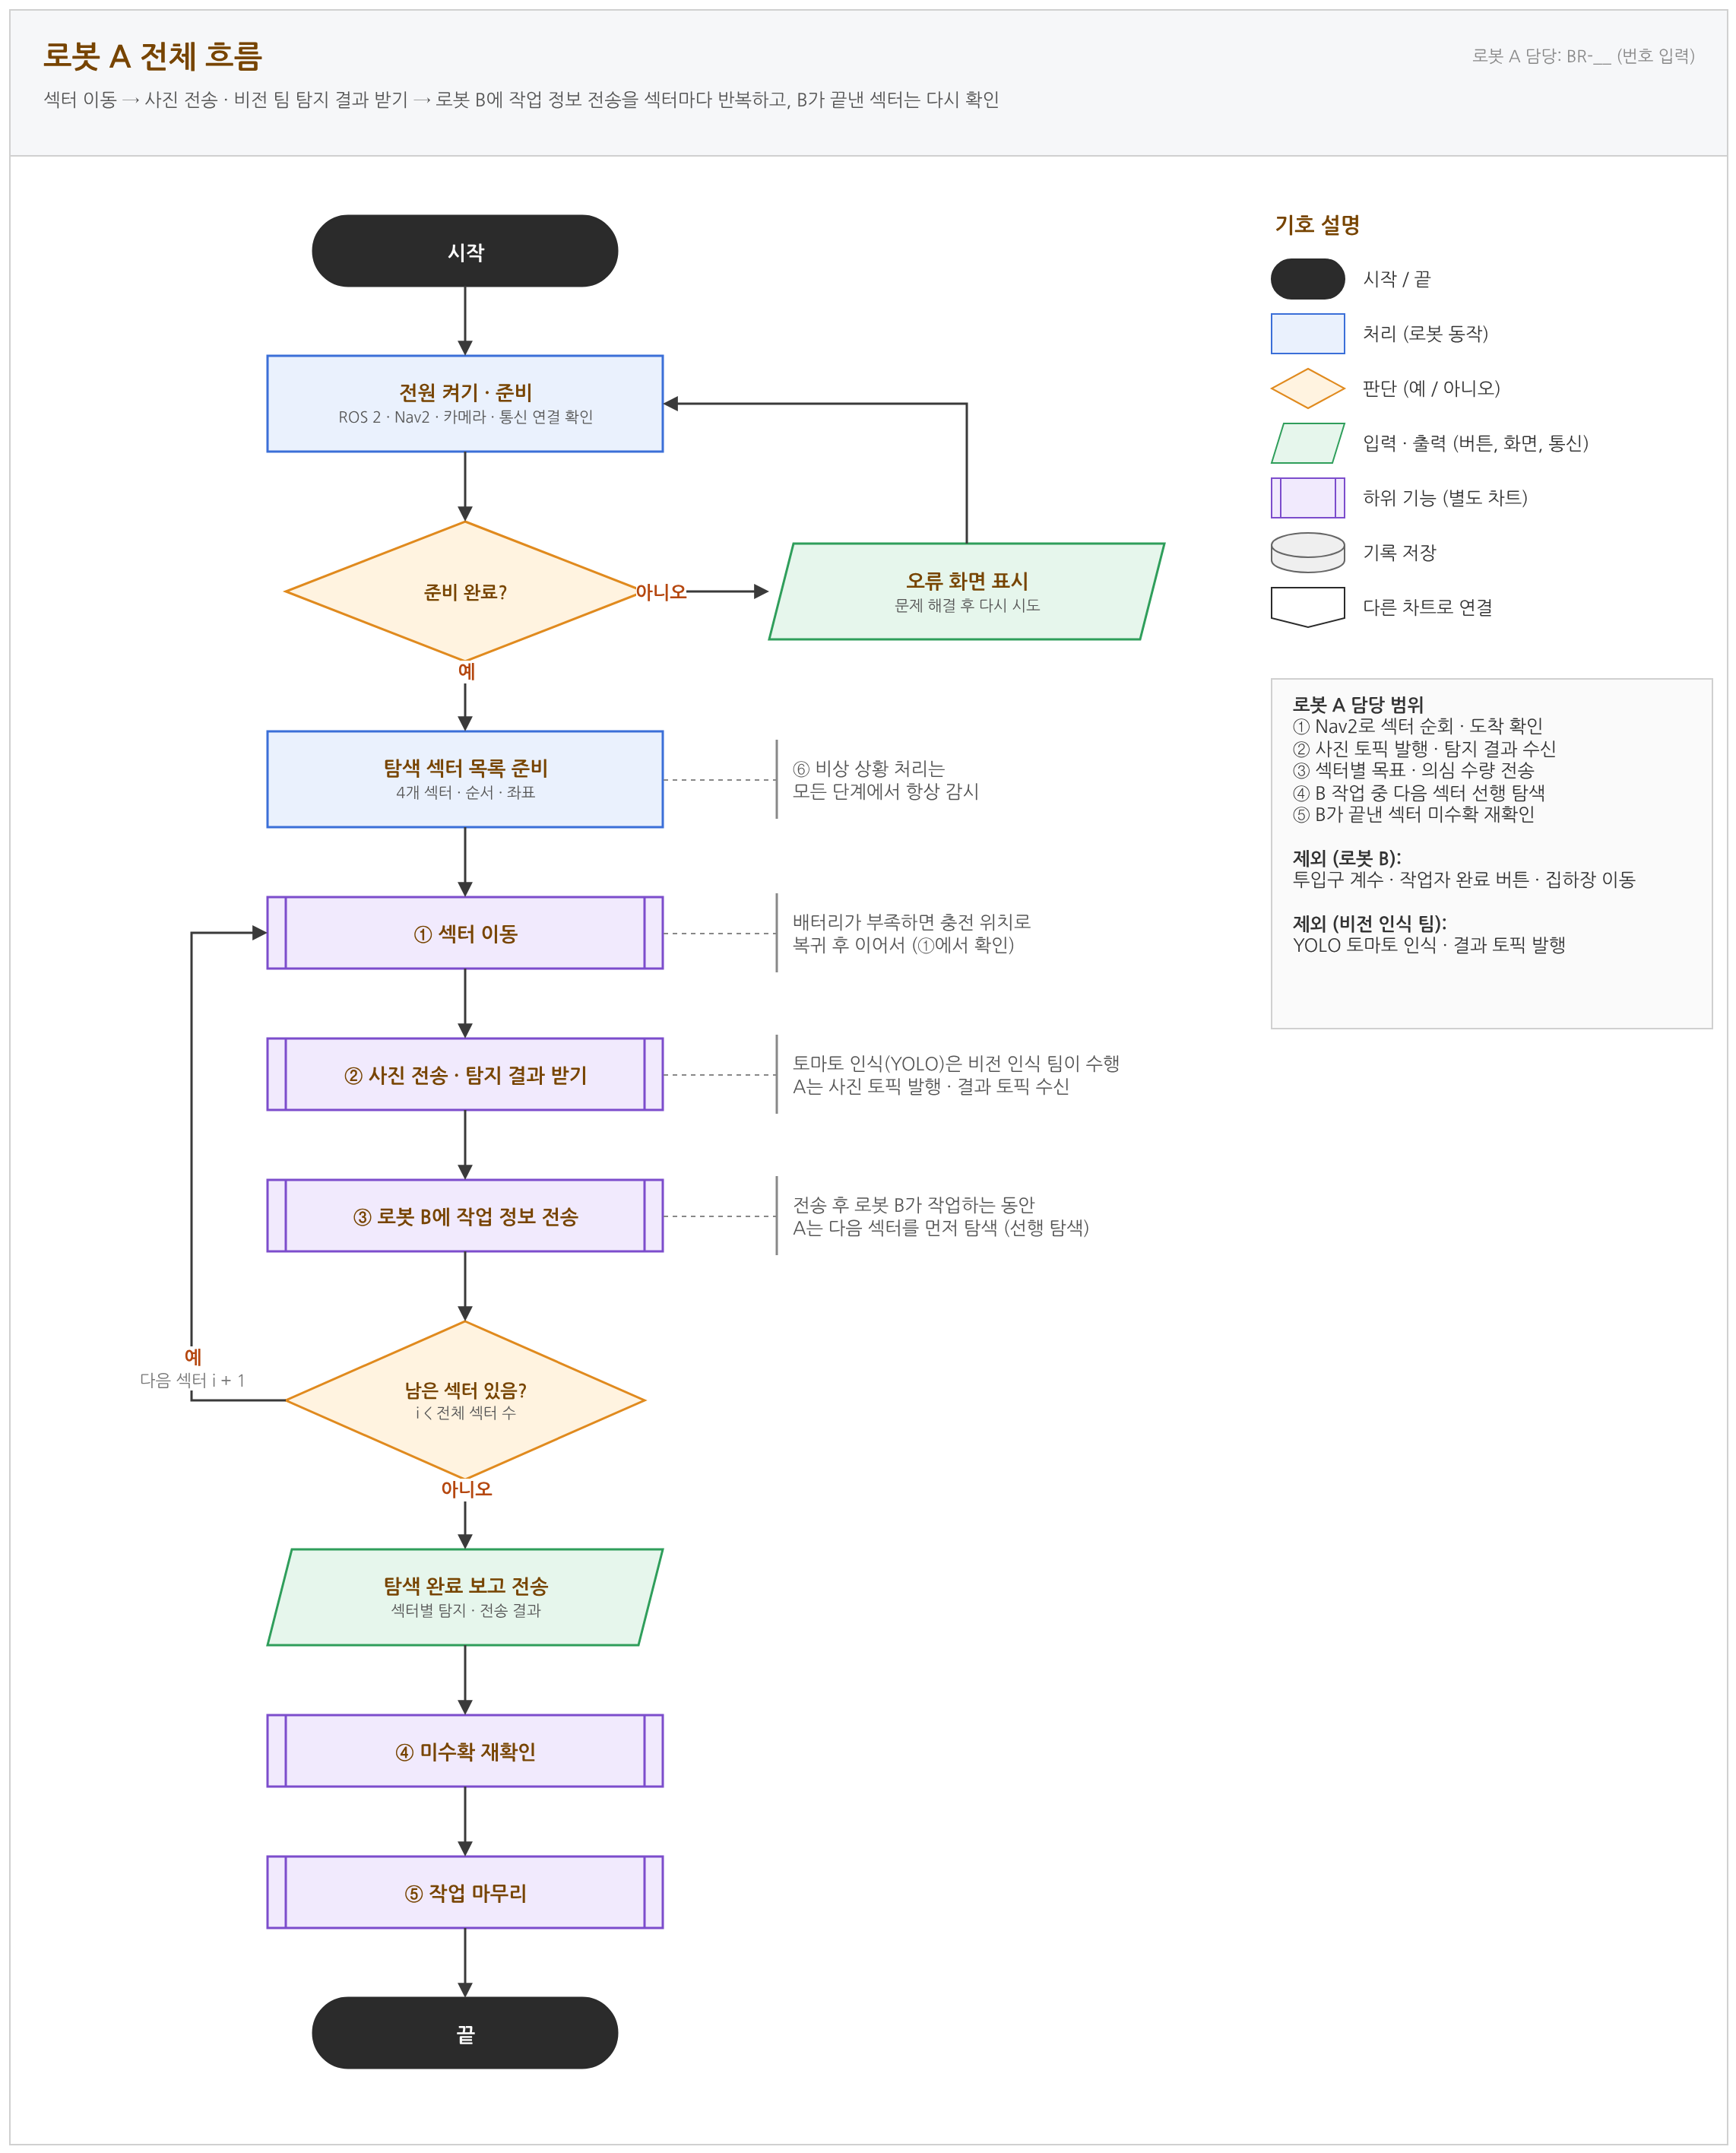 로봇 A 전체 흐름
로봇 A 담당: BR-__ (번호 입력)
섹터 이동 → 사진 전송 · 비전 팀 탐지 결과 받기 → 로봇 B에 작업 정보 전송을 섹터마다 반복하고, B가 끝낸 섹터는 다시 확인
시작
전원 켜기 · 준비
ROS 2 · Nav2 · 카메라 · 통신 연결 확인
준비 완료?
아니오
오류 화면 표시
문제 해결 후 다시 시도
예
탐색 섹터 목록 준비
4개 섹터 · 순서 · 좌표
⑥ 비상 상황 처리는
모든 단계에서 항상 감시
① 섹터 이동
배터리가 부족하면 충전 위치로
복귀 후 이어서 (①에서 확인)
② 사진 전송 · 탐지 결과 받기
토마토 인식(YOLO)은 비전 인식 팀이 수행
A는 사진 토픽 발행 · 결과 토픽 수신
③ 로봇 B에 작업 정보 전송
전송 후 로봇 B가 작업하는 동안
A는 다음 섹터를 먼저 탐색 (선행 탐색)
예
다음 섹터 i + 1
남은 섹터 있음?
i < 전체 섹터 수
아니오
탐색 완료 보고 전송
섹터별 탐지 · 전송 결과
④ 미수확 재확인
⑤ 작업 마무리
끝
기호 설명
시작 / 끝
처리 (로봇 동작)
판단 (예 / 아니오)
입력 · 출력 (버튼, 화면, 통신)
하위 기능 (별도 차트)
기록 저장
다른 차트로 연결
로봇 A 담당 범위
① Nav2로 섹터 순회 · 도착 확인
② 사진 토픽 발행 · 탐지 결과 수신
③ 섹터별 목표 · 의심 수량 전송
④ B 작업 중 다음 섹터 선행 탐색
⑤ B가 끝낸 섹터 미수확 재확인
제외 (로봇 B):
투입구 계수 · 작업자 완료 버튼 · 집하장 이동
제외 (비전 인식 팀):
YOLO 토마토 인식 · 결과 토픽 발행